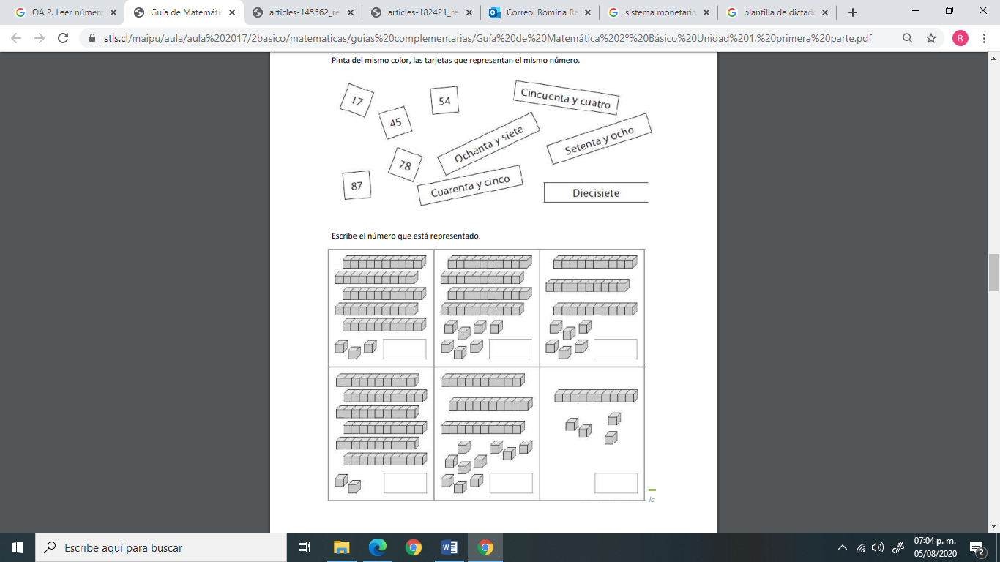 OA 2. Leer número
Guía de Matemátic
articles-145562_re
articles-182421_re
Correo: Romina Ra
sistema monetario
plantilla de dictado
stls.cl/maipu/aula/aula%202017/2basico/matematicas/guias%20complementarias/Guía%20de%20Matemática%202°%20Básico%20Unidad%201,%20primera%20parte.pdf
R
Pinta del mismo color, las tarjetas que representan el mismo número.
17
54
Cincuenta y cuatro
45
Ochenta y siete
Setenta y ocho
78
87
Cuarenta y cinco
Diecisiete
Escribe el número que está representado.
la
Escribe aquí para buscar
07:04 p. m.
05/08/2020
2